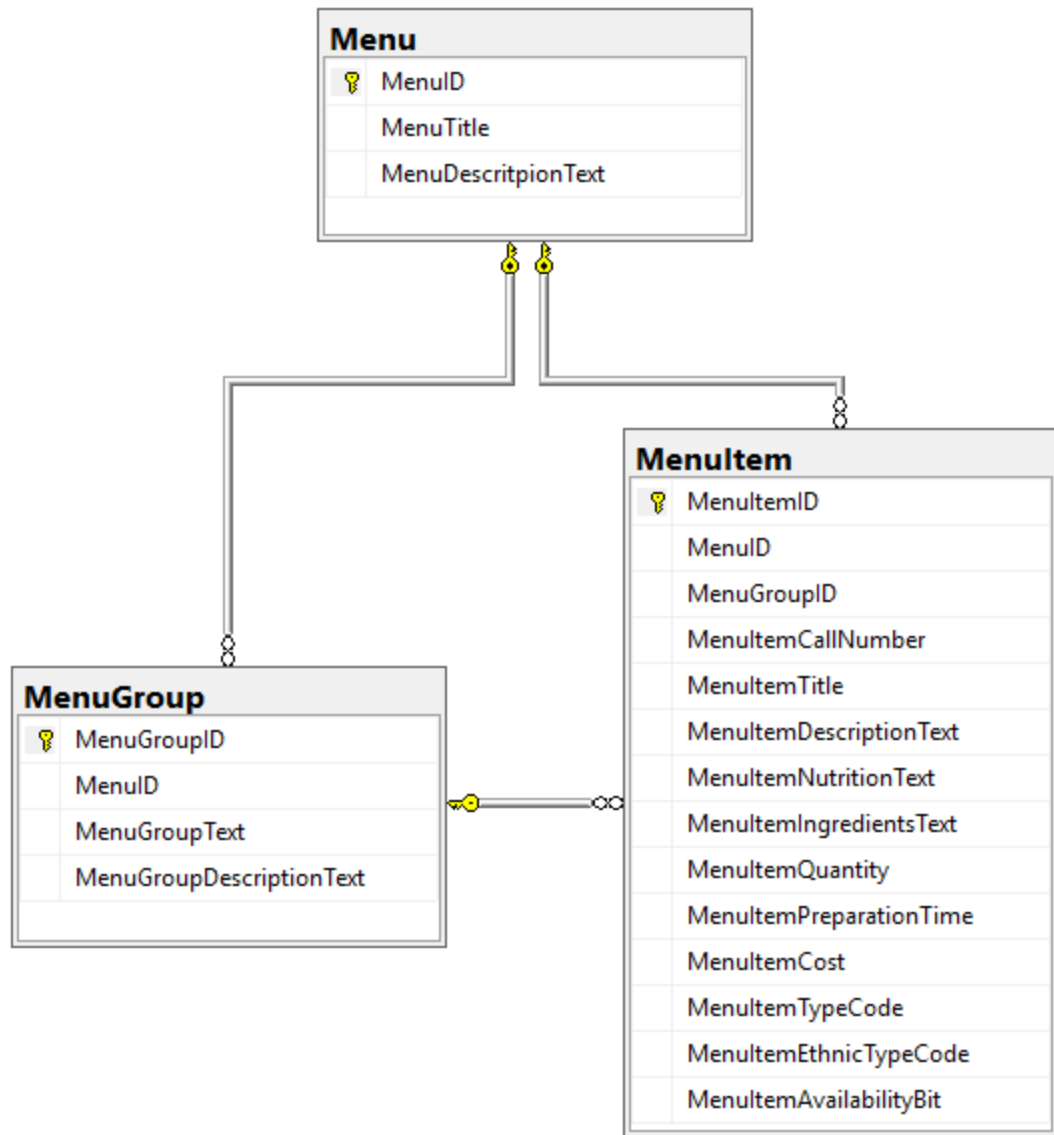 Menu
MenuID
MenuTitle
MenuDescritpionText
MenuItem
MenuItemID
MenuID
MenuGroupID
MenuItemCallNumber
MenuItemTitle
MenuItemDescriptionText
MenuItemNutritionText
MenuItemIngredientsText
MenuItemQuantity
MenuItemPreparationTime
MenuItemCost
MenuItemTypeCode
MenuItemEthnicTypeCode
MenuItemAvailabilityBit
MenuGroup
MenuGroupID
MenuID
MenuGroupText
MenuGroupDescriptionText